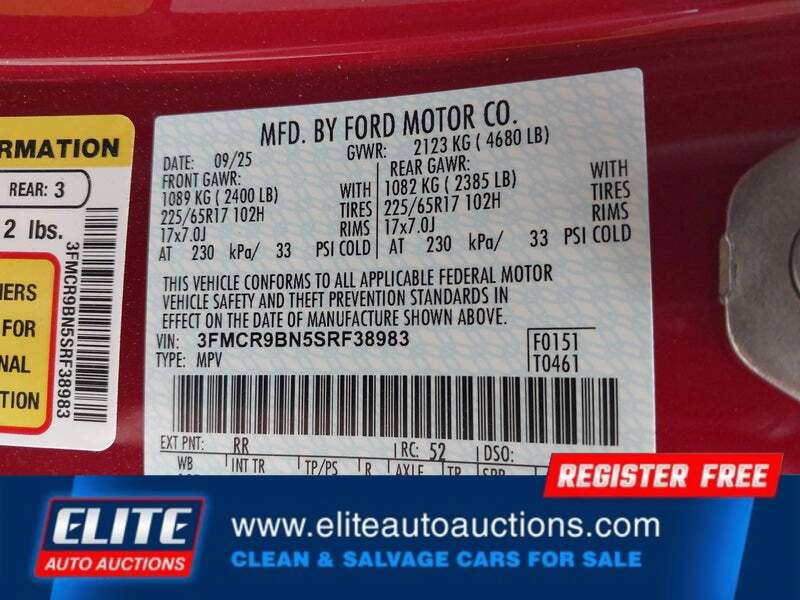 MFD. BY FORD MOTOR CO.
DATE: 09/25 GVWR: 2123 KG ( 4680 LB)
FRONT GAWR: REAR GAWR:
1089 KG ( 2400 LB) WITH 1082 KG ( 2385 LB) WITH
225/65R17 102H TIRES 225/65R17 102H TIRES
17x7.0J RIMS 17x7.0J RIMS
AT 230 kPa/ 33 PSI COLD AT 230 kPa/ 33 PSI COLD
THIS VEHICLE CONFORMS TO ALL APPLICABLE FEDERAL MOTOR
VEHICLE SAFETY AND THEFT PREVENTION STANDARDS IN
EFFECT ON THE DATE OF MANUFACTURE SHOWN ABOVE.
VIN: 3FMCR9BN5SRF38983 F0151
TYPE: MPV T0461
EXT PNT: RR RC: 52 DSO:
WB INT TR TP/PS R AXLE TR SPR
RMATION
REAR: 3
2 lbs.
IERS
FOR
NAL
TION
3FMCR9BN5SRF38983
REGISTER FREE
ELITE
AUTO AUCTIONS
www.eliteautoauctions.com
CLEAN & SALVAGE CARS FOR SALE